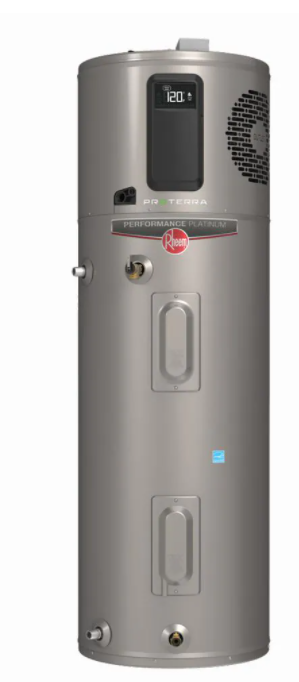 120°
PROTERRA
PERFORMANCE PLATINUM
Rheem